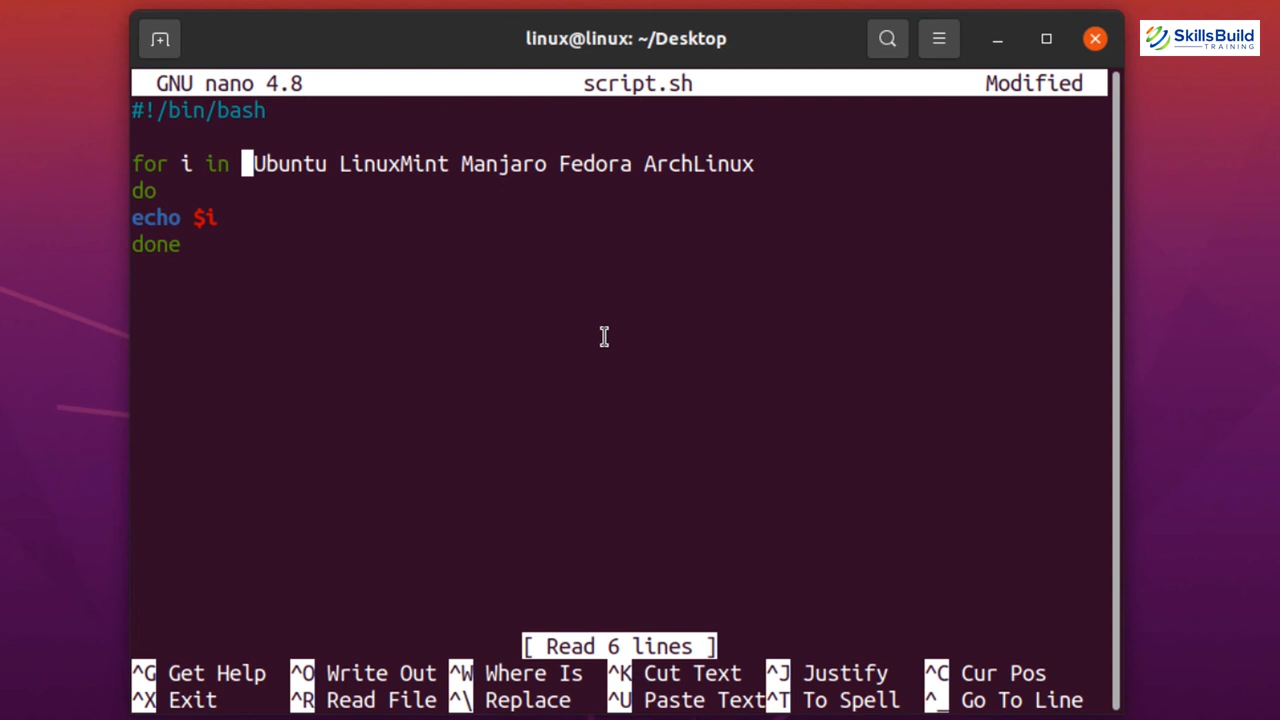 linux@linux: ~/Desktop
SkillsBuild
TRAINING
GNU nano 4.8 script.sh Modified
#!/bin/bash
for i in Ubuntu LinuxMint Manjaro Fedora ArchLinux
do
echo $i
done
[ Read 6 lines ]
^G Get Help ^O Write Out ^W Where Is ^K Cut Text ^J Justify ^C Cur Pos
^X Exit ^R Read File ^\ Replace ^U Paste Text ^T To Spell ^_ Go To Line